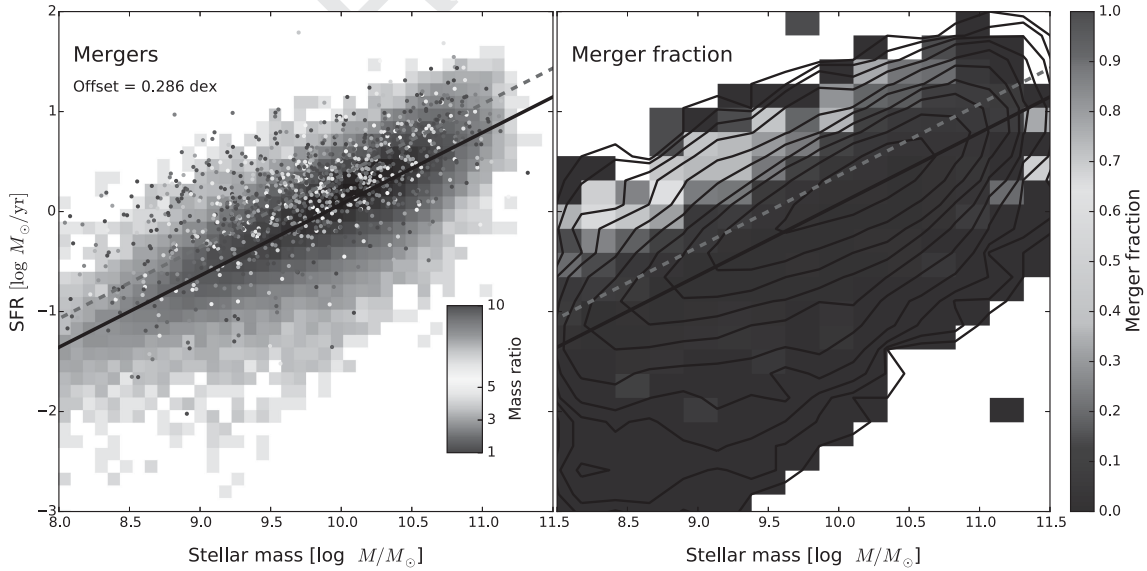 Mergers
Offset = 0.286 dex
2
1
0
−1
−2
−3
SFR [log M⊙/yr]
8.0 8.5 9.0 9.5 10.0 10.5 11.0 11.5
Stellar mass [log M/M⊙]
10
5
3
1
Mass ratio
Merger fraction
8.5 9.0 9.5 10.0 10.5 11.0 11.5
Stellar mass [log M/M⊙]
1.0
0.9
0.8
0.7
0.6
0.5
0.4
0.3
0.2
0.1
0.0
Merger fraction